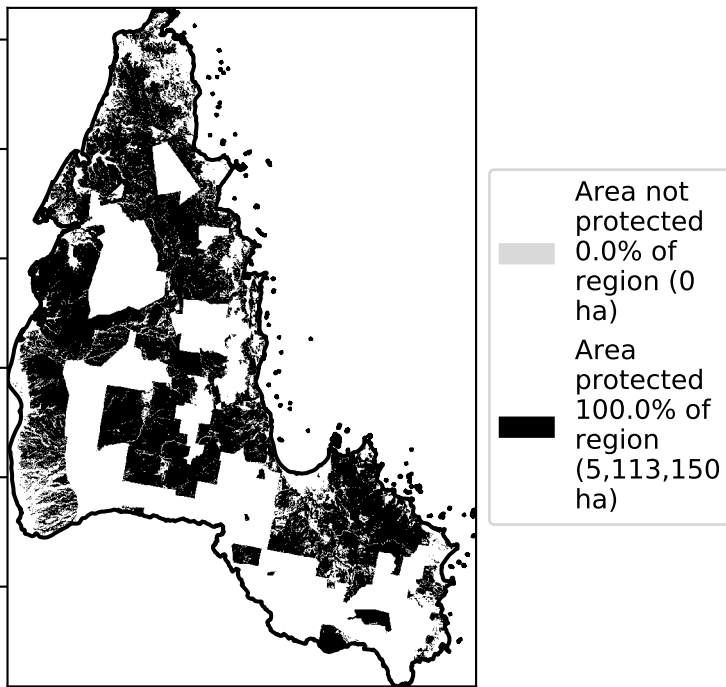 Area not
protected
0.0% of
region (0
ha)
Area
protected
100.0% of
region
(5,113,150
ha)